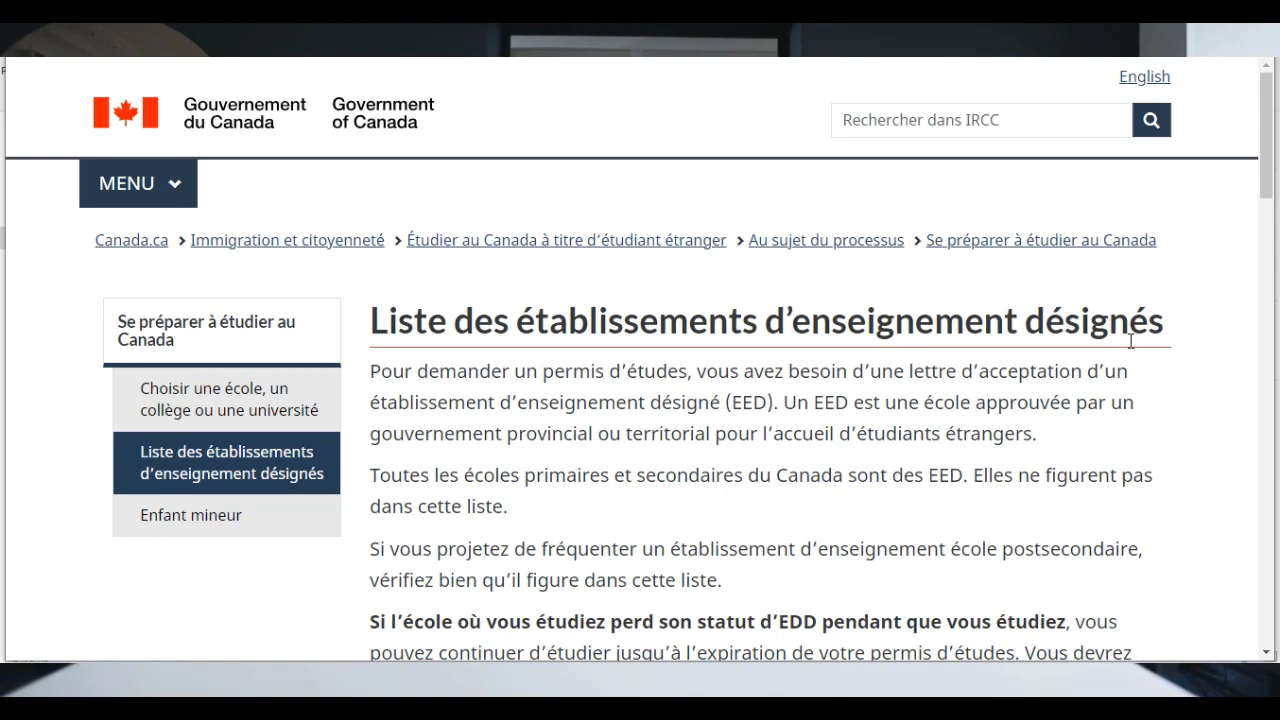 English
Gouvernement du Canada
Government of Canada
Rechercher dans IRCC
MENU
Canada.ca > Immigration et citoyenneté > Étudier au Canada à titre d’étudiant étranger > Au sujet du processus > Se préparer à étudier au Canada
Se préparer à étudier au
Canada
Choisir une école, un
collège ou une université
Liste des établissements
d’enseignement désignés
Enfant mineur
Liste des établissements d’enseignement désignés
Pour demander un permis d’études, vous avez besoin d’une lettre d’acceptation d’un
établissement d’enseignement désigné (EED). Un EED est une école approuvée par un
gouvernement provincial ou territorial pour l’accueil d’étudiants étrangers.
Toutes les écoles primaires et secondaires du Canada sont des EED. Elles ne figurent pas
dans cette liste.
Si vous projetez de fréquenter un établissement d’enseignement école postsecondaire,
vérifiez bien qu’il figure dans cette liste.
Si l’école où vous étudiez perd son statut d’EDD pendant que vous étudiez, vous
pouvez continuer d’étudier jusqu’à l’expiration de votre permis d’études. Vous devrez